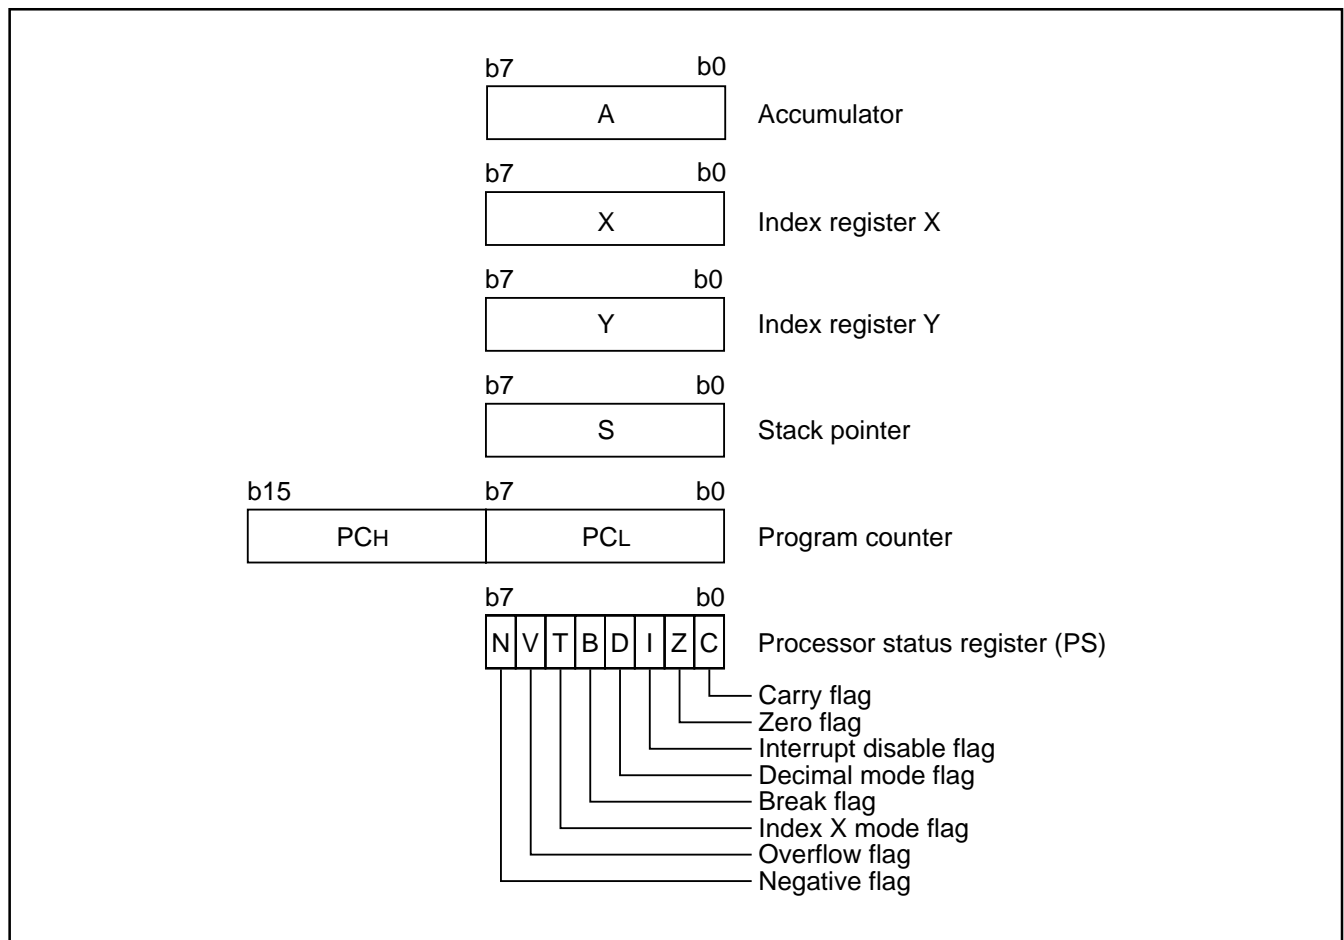 b7 b0
A Accumulator
b7 b0
X Index register X
b7 b0
Y Index register Y
b7 b0
S Stack pointer
b15 b7 b0
PCH PCL Program counter
b7 b0
N V T B D I Z C Processor status register (PS)
Carry flag
Zero flag
Interrupt disable flag
Decimal mode flag
Break flag
Index X mode flag
Overflow flag
Negative flag